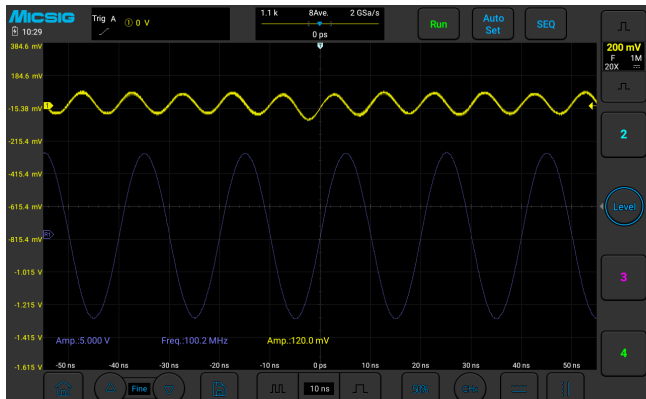 MICSIG
10:29
Trig A
1 0 V
1.1 k 8Ave. 2 GSa/s
0 ps
Run
Auto
Set
SEQ
200 mV
F 1M
20X
384.6 mV
184.6 mV
-15.38 mV
1
-215.4 mV
-415.4 mV
-615.4 mV
-815.4 mV
R1
-1.015 V
-1.215 V
-1.415 V
-1.615 V
2
Level
3
4
Amp.:5.000 V Freq.:100.2 MHz Amp.:120.0 mV
-50 ns -40 ns -30 ns -20 ns -10 ns 0 ps 10 ns 20 ns 30 ns 40 ns 50 ns
Fine
10 ns
50%